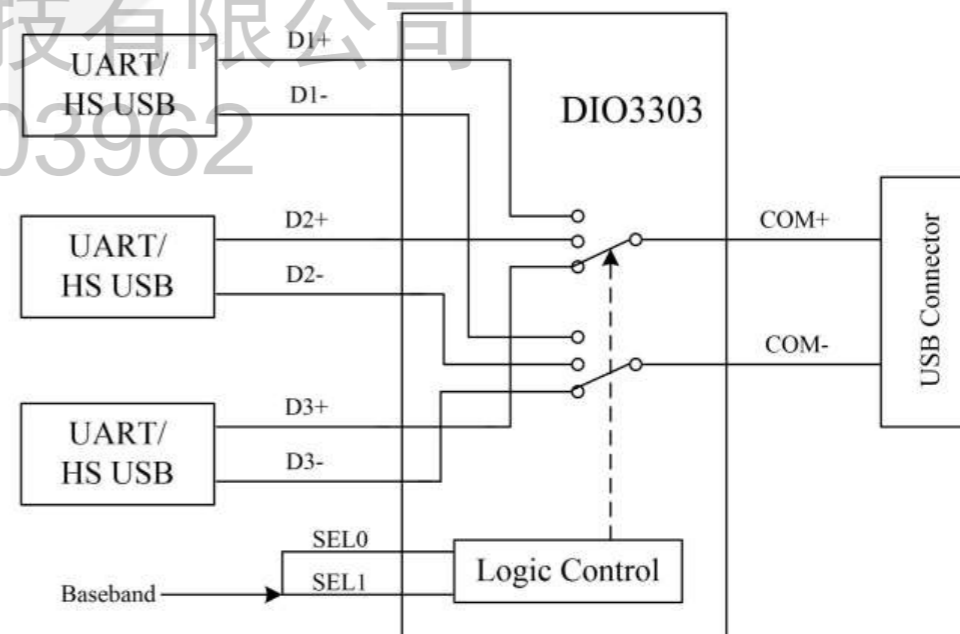 技有限公司
03962
D1+
UART/
HS USB
D1-
DIO3303
D2+
UART/
HS USB
D2-
COM+
COM-
USB Connector
D3+
UART/
HS USB
D3-
SEL0
SEL1
Logic Control
Baseband